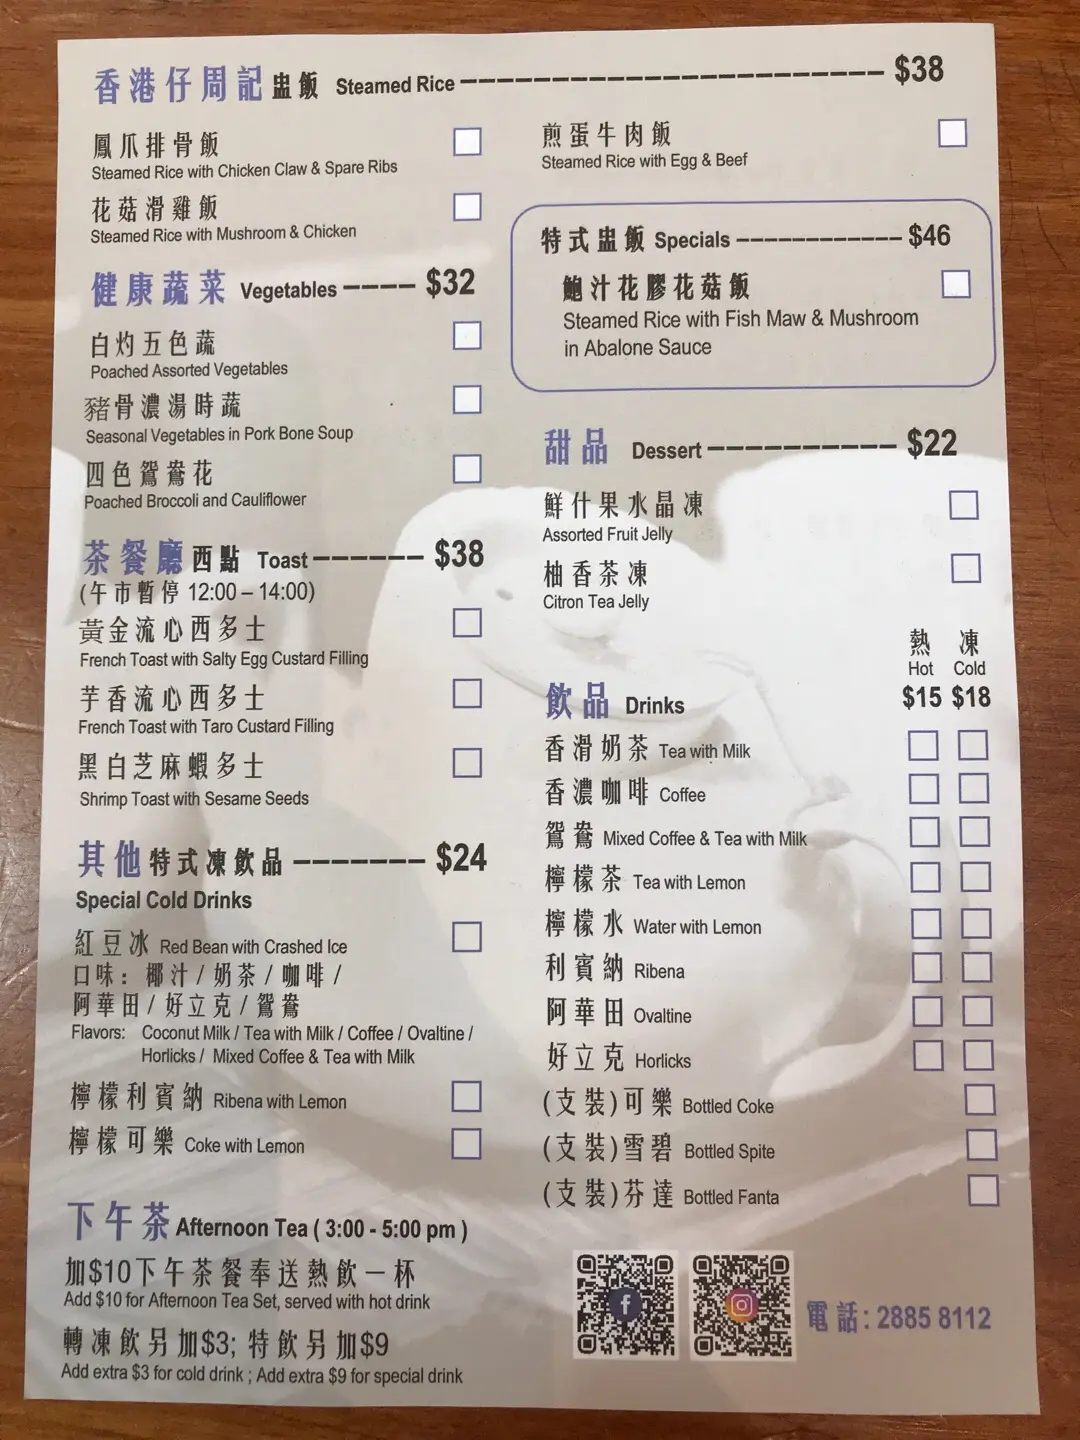 香港仔周記盅飯 Steamed Rice ---------- $38
鳳爪排骨飯
Steamed Rice with Chicken Claw & Spare Ribs
花菇滑雞飯
Steamed Rice with Mushroom & Chicken
健康蔬菜 Vegetables ---- $32
白灼五色蔬
Poached Assorted Vegetables
豬骨濃湯時蔬
Seasonal Vegetables in Pork Bone Soup
四色鴛鴦花
Poached Broccoli and Cauliflower
茶餐廳西點 Toast ------ $38
(午市暫停 12:00 – 14:00)
黃金流心西多士
French Toast with Salty Egg Custard Filling
芋香流心西多士
French Toast with Taro Custard Filling
黑白芝麻蝦多士
Shrimp Toast with Sesame Seeds
其他特式凍飲品 ------- $24
Special Cold Drinks
紅豆冰 Red Bean with Crashed Ice
口味：椰汁 / 奶茶 / 咖啡 /
阿華田 / 好立克 / 鴛鴦
Flavors: Coconut Milk / Tea with Milk / Coffee / Ovaltine /
Horlicks / Mixed Coffee & Tea with Milk
檸檬利賓納 Ribena with Lemon
檸檬可樂 Coke with Lemon
下午茶 Afternoon Tea ( 3:00 - 5:00 pm )
加$10下午茶餐奉送熱飲一杯
Add $10 for Afternoon Tea Set, served with hot drink
轉凍飲另加$3; 特飲另加$9
Add extra $3 for cold drink ; Add extra $9 for special drink
煎蛋牛肉飯
Steamed Rice with Egg & Beef
特式盅飯 Specials ---------- $46
鮑汁花膠花菇飯
Steamed Rice with Fish Maw & Mushroom
in Abalone Sauce
甜品 Dessert ---------- $22
鮮什果水晶凍
Assorted Fruit Jelly
柚香茶凍
Citron Tea Jelly
熱 凍
Hot Cold
飲品 Drinks $15 $18
香滑奶茶 Tea with Milk
香濃咖啡 Coffee
鴛鴦 Mixed Coffee & Tea with Milk
檸檬茶 Tea with Lemon
檸檬水 Water with Lemon
利賓納 Ribena
阿華田 Ovaltine
好立克 Horlicks
(支裝)可樂 Bottled Coke
(支裝)雪碧 Bottled Spite
(支裝)芬達 Bottled Fanta
電話: 2885 8112